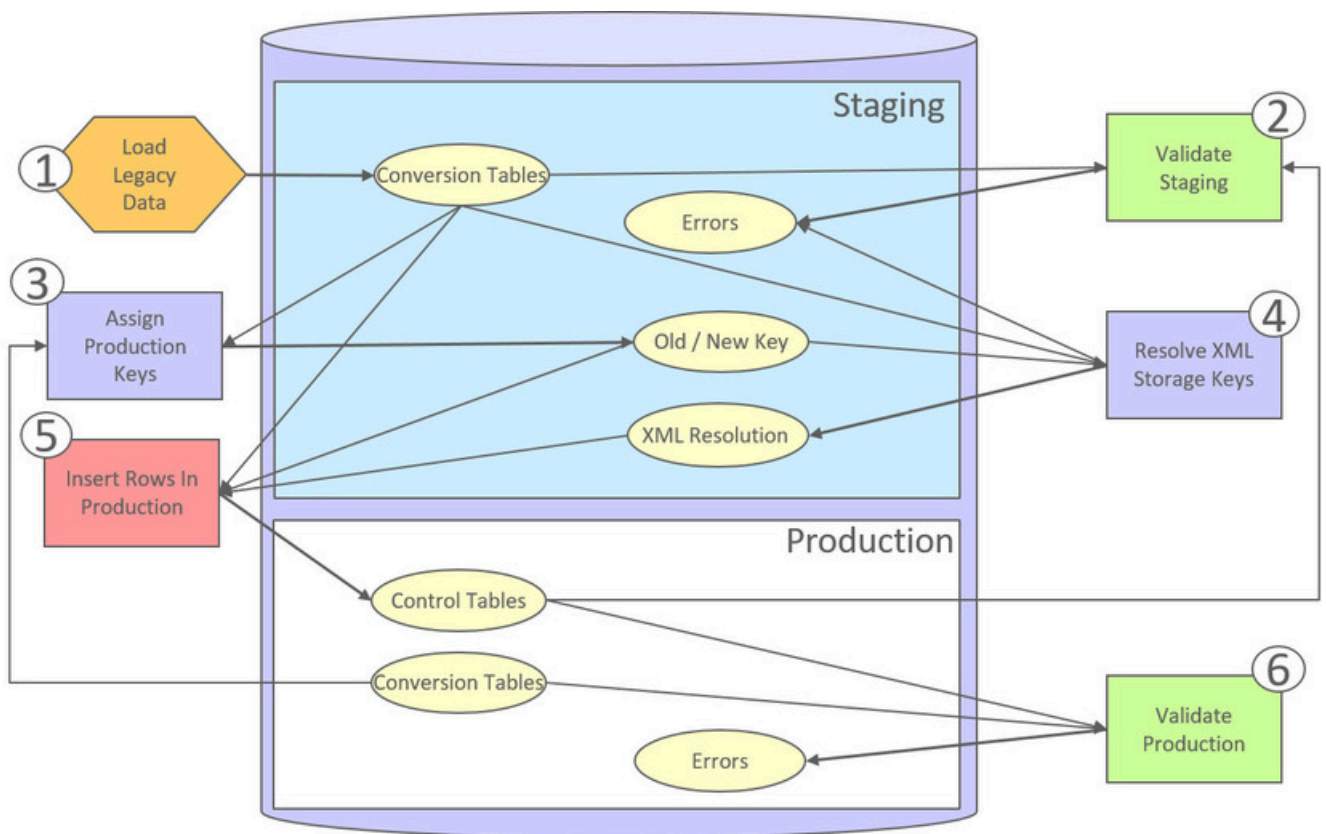 Staging
1
Load
Legacy
Data
Conversion Tables
2
Validate
Staging
Errors
3
Assign
Production
Keys
Old / New Key
4
Resolve XML
Storage Keys
XML Resolution
5
Insert Rows In
Production
Production
Control Tables
Conversion Tables
6
Validate
Production
Errors